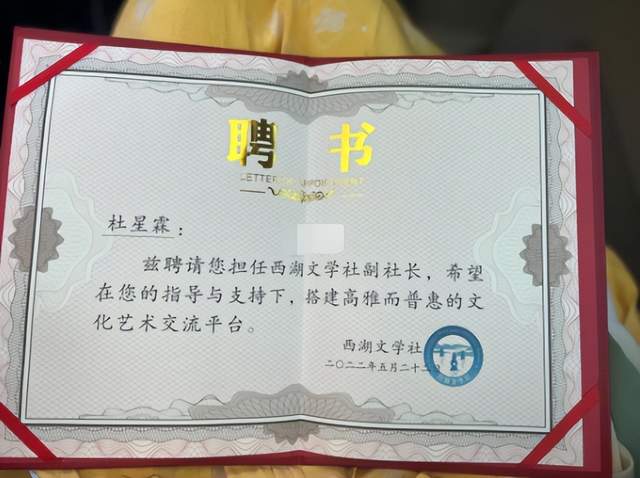 聘 书
LETTER OF APPOINTMENT
杜星霖：
兹聘请您担任西湖文学社副社长，希望
在您的指导与支持下，搭建高雅而普惠的文
化艺术交流平台。
西湖文学社
二〇二二年五月二十二